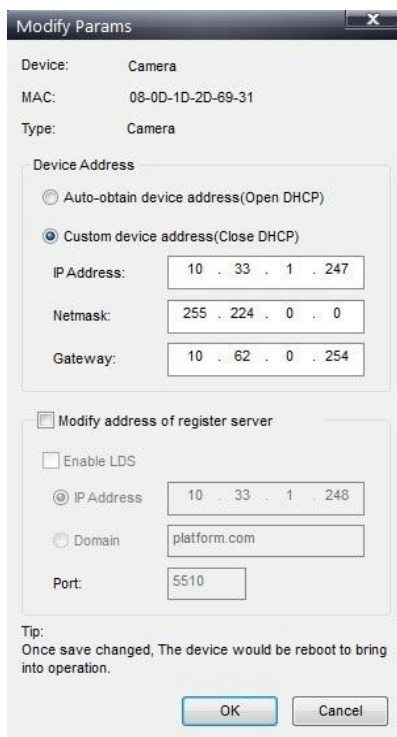 Modify Params
x
Device: Camera
MAC: 08-0D-1D-2D-69-31
Type: Camera
Device Address
Auto-obtain device address(Open DHCP)
Custom device address(Close DHCP)
IP Address: 10 . 33 . 1 . 247
Netmask: 255 . 224 . 0 . 0
Gateway: 10 . 62 . 0 . 254
Modify address of register server
Enable LDS
IP Address 10 . 33 . 1 . 248
Domain platform.com
Port: 5510
Tip:
Once save changed, The device would be reboot to bring
into operation.
OK Cancel